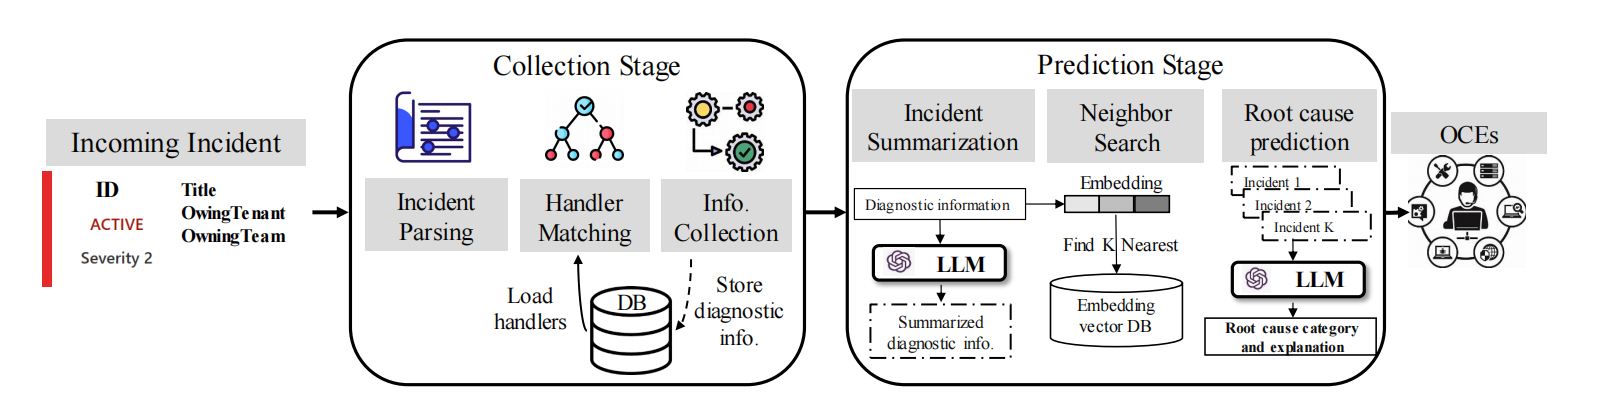 Incoming Incident
ID
ACTIVE
Severity 2
Title
OwingTenant
OwningTeam
Collection Stage
Incident
Parsing
Handler
Matching
Info.
Collection
Load
handlers
DB
Store
diagnostic
info.
Prediction Stage
Incident
Summarization
Diagnostic information
LLM
Summarized
diagnostic info.
Neighbor
Search
Embedding
Find K Nearest
Embedding
vector DB
Root cause
prediction
Incident 1
Incident 2
Incident K
LLM
Root cause category
and explanation
OCEs